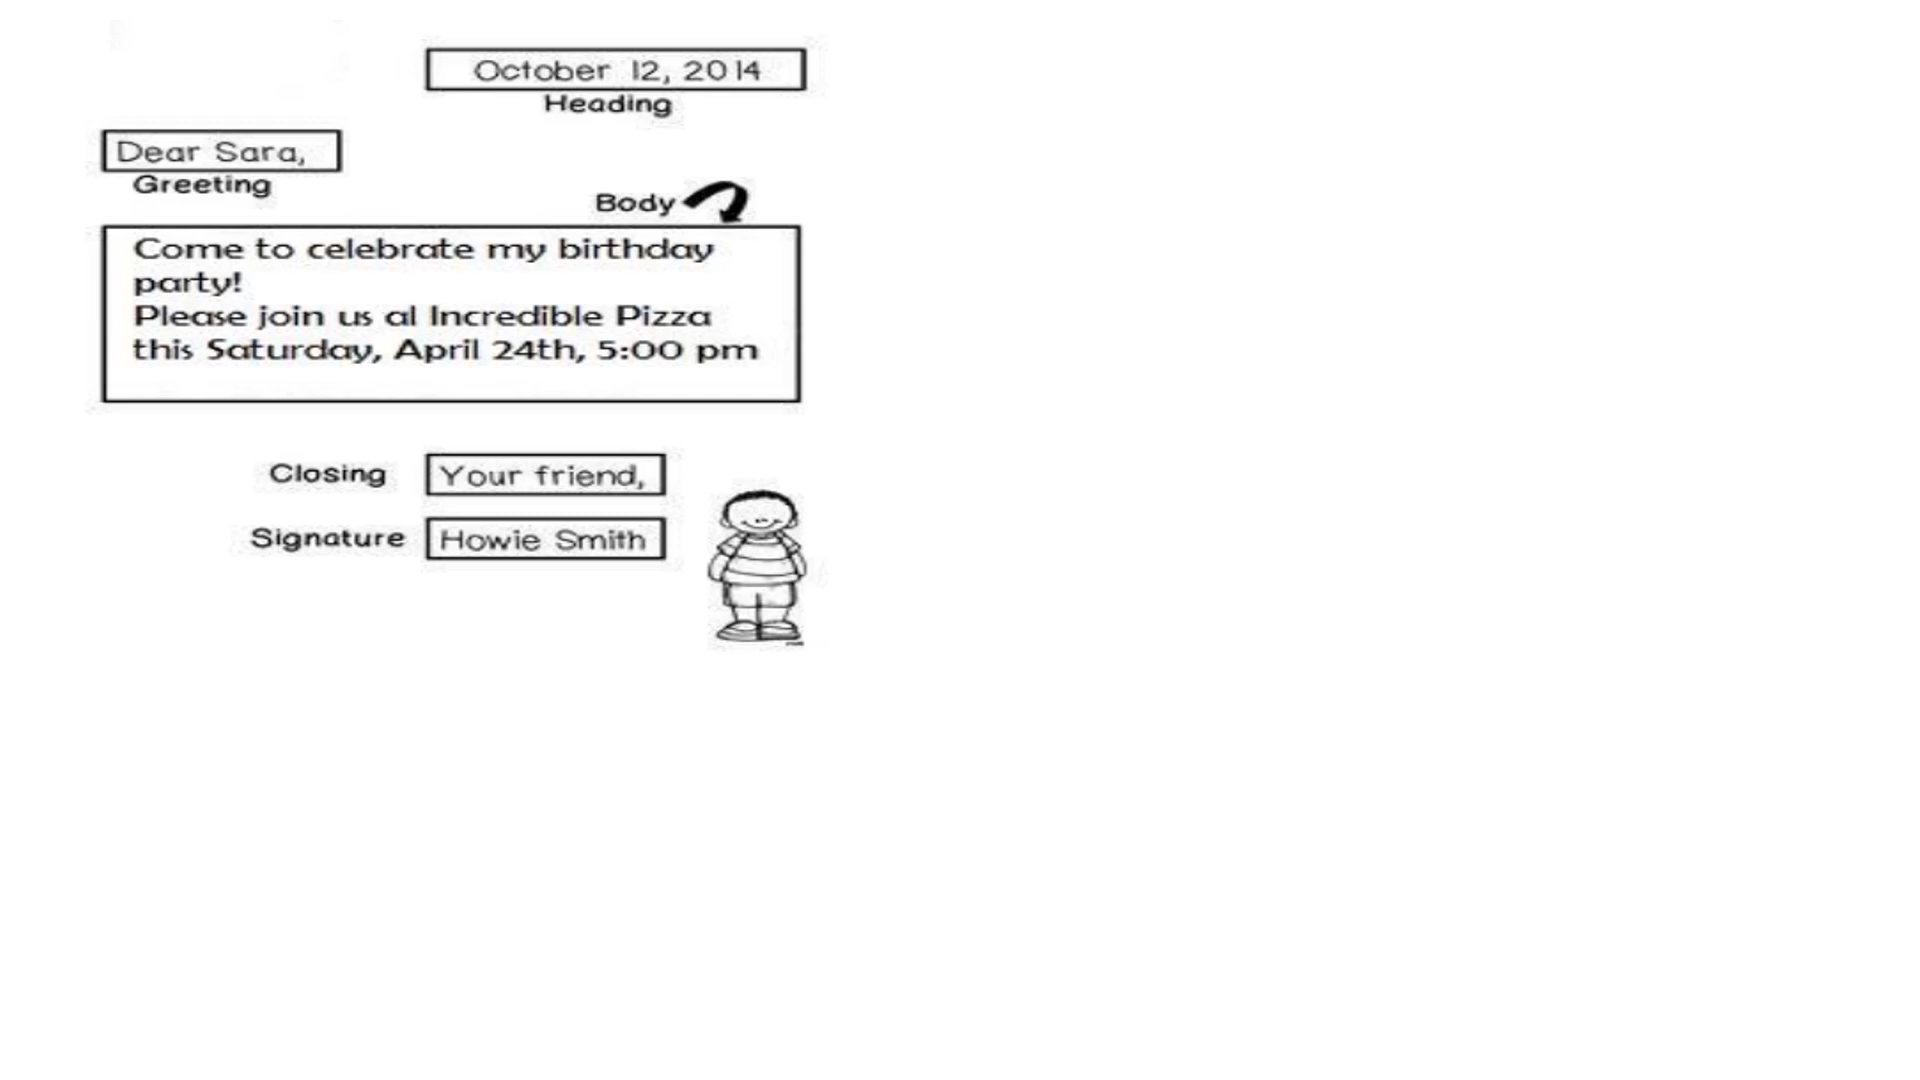 October 12, 2014
Heading
Dear Sara,
Greeting
Body
Come to celebrate my birthday
party!
Please join us al Incredible Pizza
this Saturday, April 24th, 5:00 pm
Closing Your friend,
Signature Howie Smith